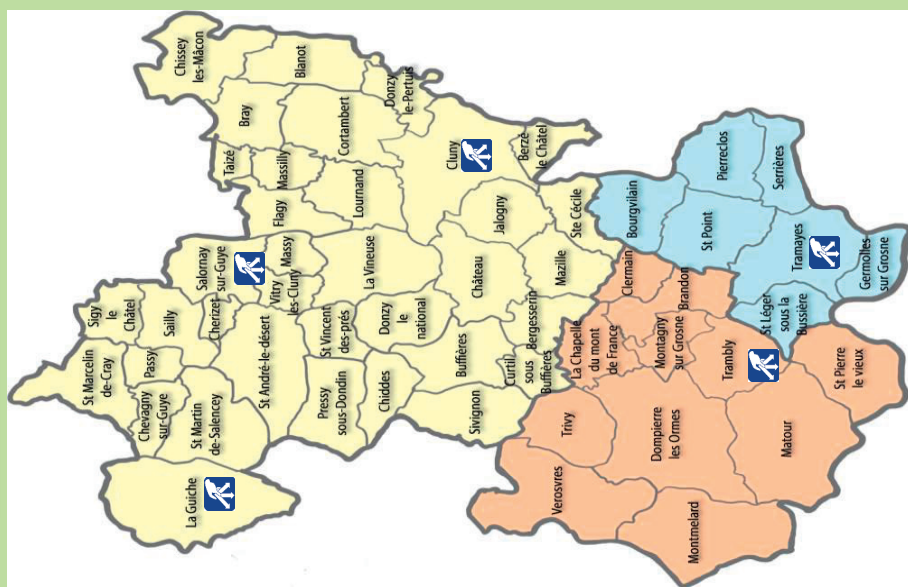 Montmelard
La Guiche
Verosvres
Chevagny
sur-Guye
St Martin
de-Salencey
St Marcelin
de-Cray
Trivy
Sivignon
Chiddes
Pressy
sous-Dondin
Passy
Sigy le
Châtel
Sailly
Dompierre
les Ormes
Matour
Buffières
Curtil
sous
Buffières
St André-le-désert
Cherizet
Salornay
sur-Guye
La Chapelle
du mont
de France
Bergesserin
Donzy
le
national
St Vincent
des-prés
Vitry
les-Cluny
Massy
St Pierre
le vieux
Trambly
Montagny
sur Grosne
Clermain
Brandon
Mazille
Château
La Vineuse
Flagy
Massilly
Taizé
Lournand
Jalogny
Ste Cécile
St Léger
sous la
Bussière
Bourgvilain
St Point
Tramayes
Germolles
sur Grosne
Pierreclos
Serrières
Cluny
Berzé
le Châtel
Cortambert
Bray
Donzy
le-Pertuis
Blanot
Chissey
les-Mâcon